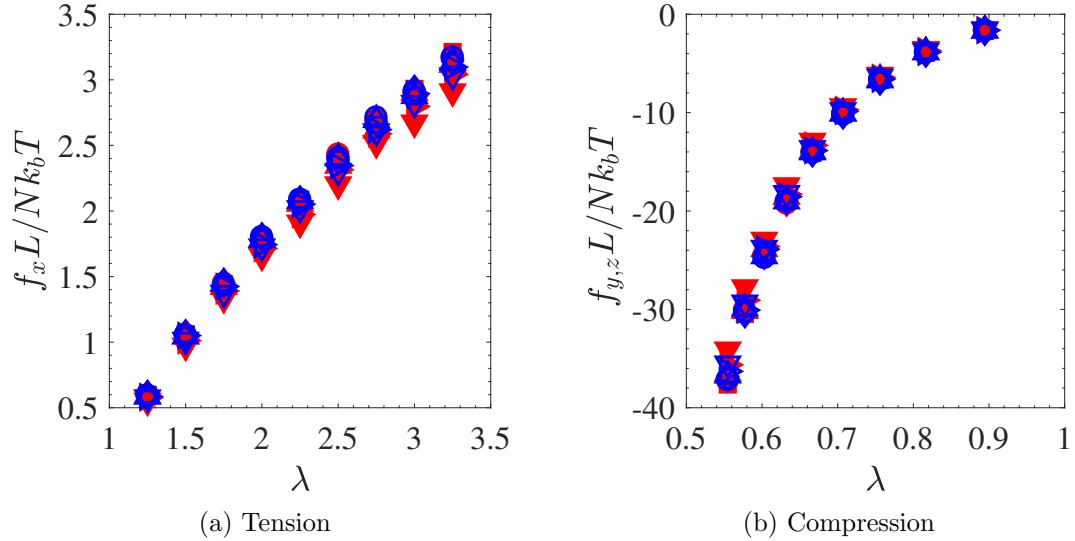 3.5
3
2.5
2
1.5
1
0.5
f_x L/Nk_bT
1 1.5 2 2.5 3 3.5
λ
(a) Tension
0
-10
-20
-30
-40
f_{y,z} L/Nk_bT
0.5 0.6 0.7 0.8 0.9 1
λ
(b) Compression